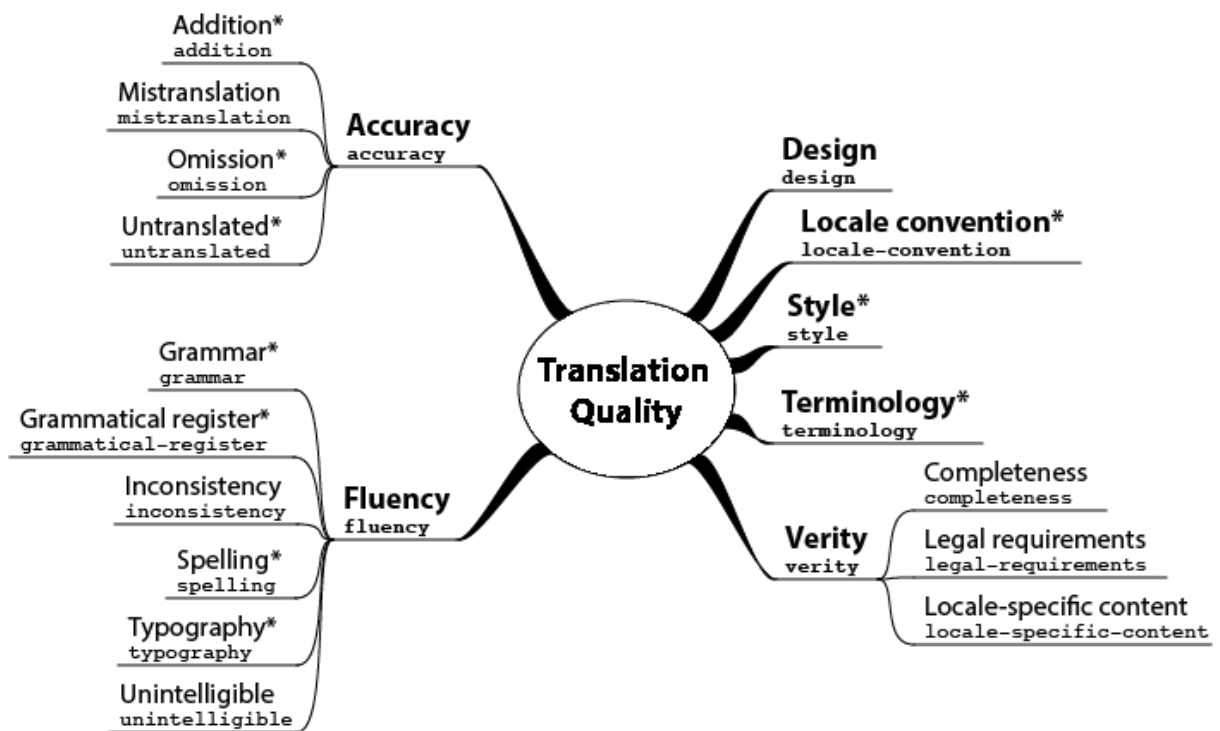 Addition*
addition
Mistranslation
mistranslation
Omission*
omission
Untranslated*
untranslated
Accuracy
accuracy
Grammar*
grammar
Grammatical register*
grammatical-register
Inconsistency
inconsistency
Spelling*
spelling
Typography*
typography
Unintelligible
unintelligible
Fluency
fluency
Translation
Quality
Design
design
Locale convention*
locale-convention
Style*
style
Terminology*
terminology
Verity
verity
Completeness
completeness
Legal requirements
legal-requirements
Locale-specific content
locale-specific-content